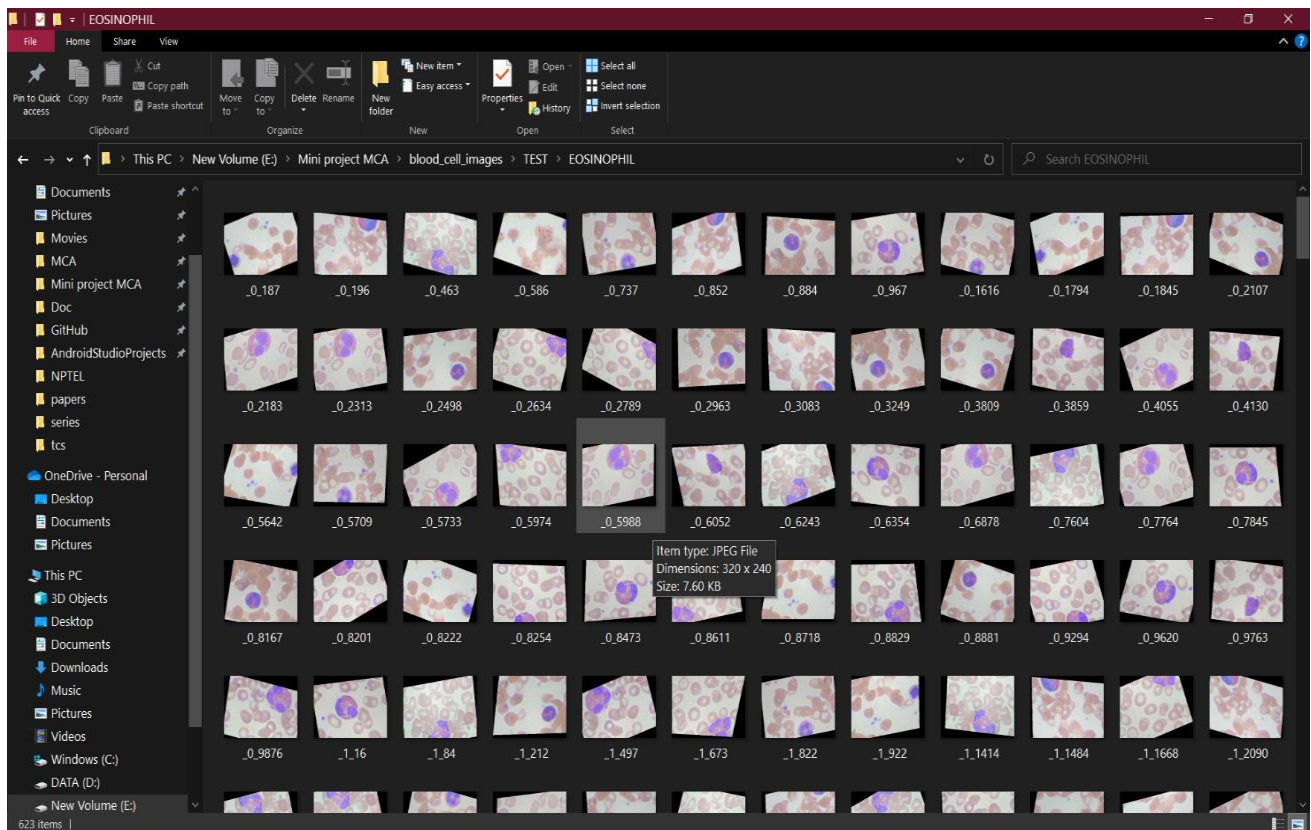 EOSINOPHIL
File Home Share View
Pin to Quick access
Copy
Paste
Cut
Copy path
Paste shortcut
Clipboard
Move to
Copy to
Delete
Rename
Organize
New folder
New item
Easy access
New
Properties
Open
Edit
History
Open
Select all
Select none
Invert selection
Select
This PC > New Volume (E:) > Mini project MCA > blood_cell_images > TEST > EOSINOPHIL
Search EOSINOPHIL
Documents
Pictures
Movies
MCA
Mini project MCA
Doc
GitHub
AndroidStudioProjects
NPTEL
papers
series
tcs
OneDrive - Personal
Desktop
Documents
Pictures
This PC
3D Objects
Desktop
Documents
Downloads
Music
Pictures
Videos
Windows (C:)
DATA (D:)
New Volume (E:)
_0_187 _0_196 _0_463 _0_586 _0_737 _0_852 _0_884 _0_967 _0_1616 _0_1794 _0_1845 _0_2107
_0_2183 _0_2313 _0_2498 _0_2634 _0_2789 _0_2963 _0_3083 _0_3249 _0_3809 _0_3859 _0_4055 _0_4130
_0_5642 _0_5709 _0_5733 _0_5974 _0_5988 _0_6052 _0_6243 _0_6354 _0_6878 _0_7604 _0_7764 _0_7845
Item type: JPEG File
Dimensions: 320 x 240
Size: 7.60 KB
_0_8167 _0_8201 _0_8222 _0_8254 _0_8473 _0_8611 _0_8718 _0_8829 _0_8881 _0_9294 _0_9620 _0_9763
_0_9876 _1_16 _1_84 _1_212 _1_497 _1_673 _1_822 _1_922 _1_1414 _1_1484 _1_1668 _1_2090
623 items